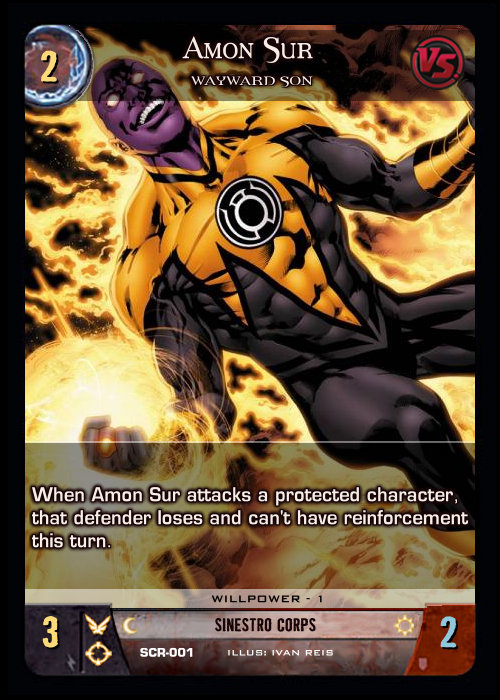 2
Amon Sur
VS
WAYWARD SON
When Amon Sur attacks a protected character,
that defender loses and can't have reinforcement
this turn.
WILLPOWER - 1
3
SINESTRO CORPS
2
SCR-001
ILLUS: IVAN REIS